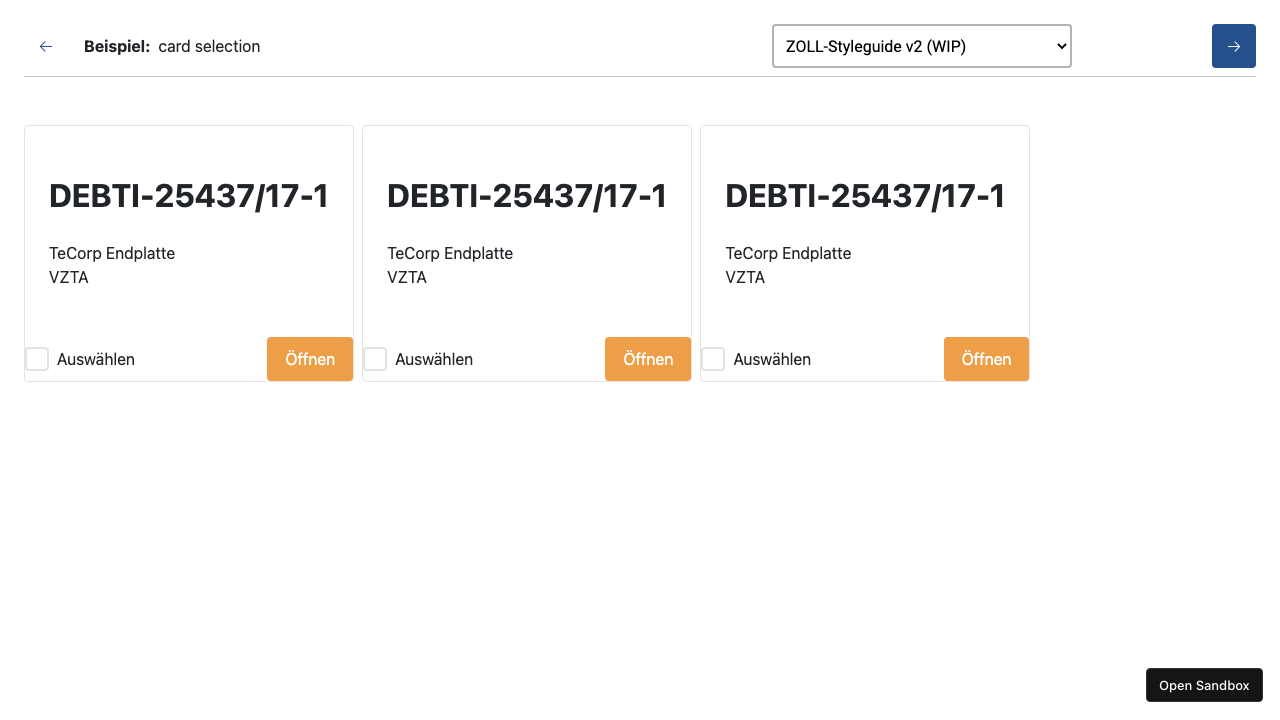 Beispiel: card selection
ZOLL-Styleguide v2 (WIP)
DEBTI-25437/17-1
TeCorp Endplatte
VZTA
Auswählen
Öffnen
DEBTI-25437/17-1
TeCorp Endplatte
VZTA
Auswählen
Öffnen
DEBTI-25437/17-1
TeCorp Endplatte
VZTA
Auswählen
Öffnen
Open Sandbox